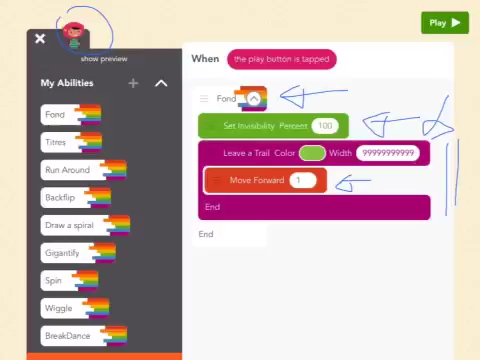 Play
show preview
When the play button is tapped
My Abilities
Fond
Titres
Run Around
Backflip
Draw a spiral
Gigantify
Spin
Wiggle
BreakDance
Fond
Set Invisibility Percent 100
Leave a Trail Color Width 99999999999
Move Forward 1
End
End